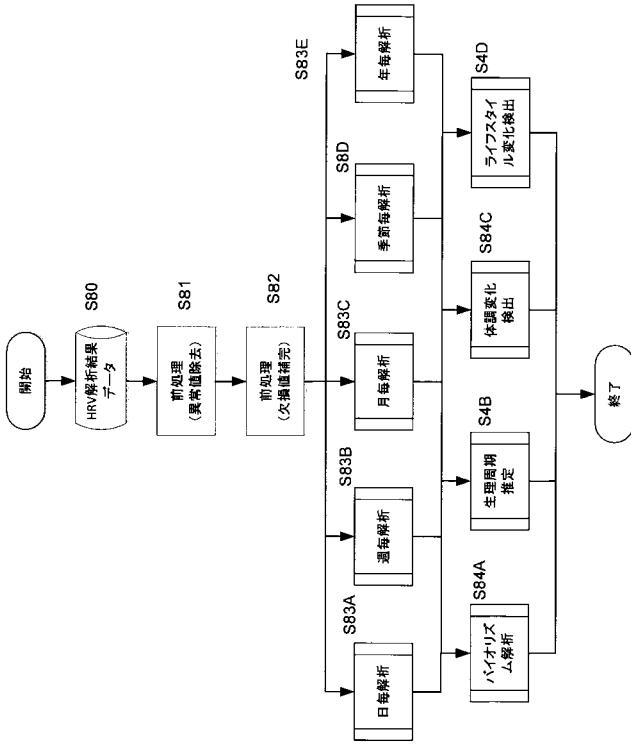 開始
S80
HRV解析結果
データ
S81
前処理
(異常値除去)
S82
前処理
(欠損値補完)
S83A
日毎解析
S83B
週毎解析
S83C
月毎解析
S8D
季節毎解析
S83E
年毎解析
S84A
バイオリズ
ム解析
S4B
生理周期
推定
S84C
体調変化
検出
S4D
ライフスタイ
ル変化検出
終了